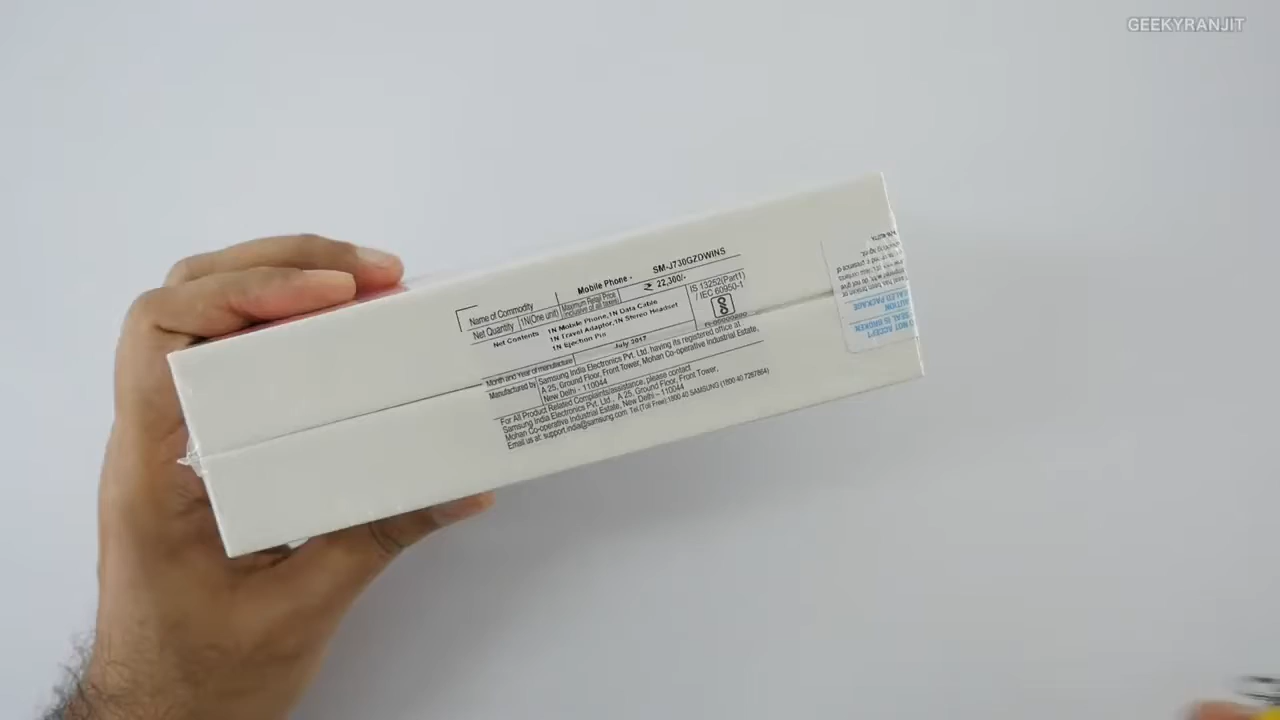 GEEKYRANJIT
Name of Commodity Mobile Phone - SM-J730GZDWINS
Net Quantity 1N(One unit) Maximum Retail Price (inclusive of all taxes) ₹ 22,300/-
Net Contents 1N Mobile Phone,1N Data Cable
1N Travel Adaptor,1N Stereo Headset
1N Ejection Pin
IS 13252(Part1)
/ IEC 60950-1
Month and Year of manufacture July 2017
Manufactured by Samsung India Electronics Pvt. Ltd. having its registered office at
A 25, Ground Floor, Front Tower, Mohan Co-operative Industrial Estate,
New Delhi - 110044
For All Product Related Complaints/assistance, please contact
Samsung India Electronics Pvt. Ltd., A 25, Ground Floor, Front Tower,
Mohan Co-operative Industrial Estate, New Delhi - 110044
Email us at: support.india@samsung.com Tel (Toll Free) 1800 40 SAMSUNG (1800 40 7267864)
SEAL IS BROKEN